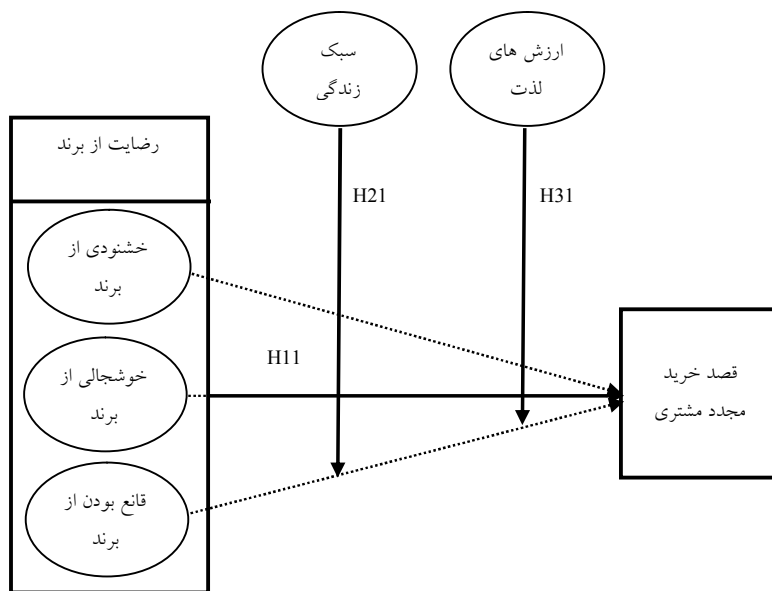 سبک
زندگی
ارزش های
لذت
رضایت از برند
H21
H31
خشنودی از
برند
H11
خوشجالی از
برند
قصد خرید
مجدد مشتری
قانع بودن از
برند